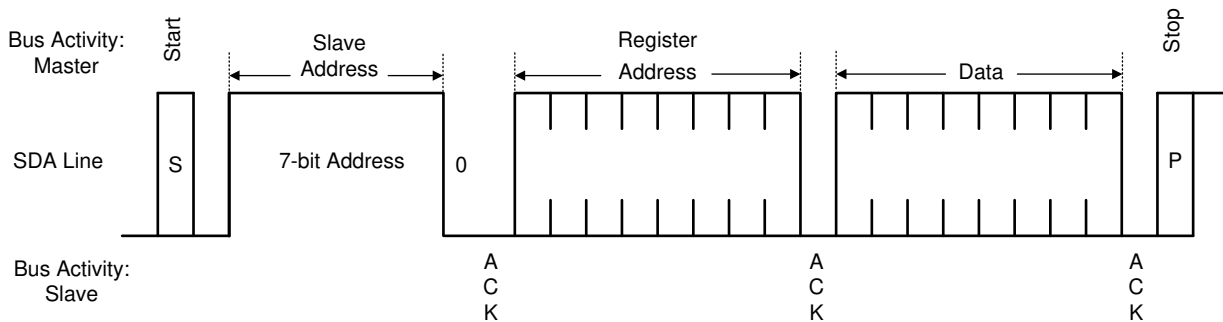 Bus Activity:
Master
Start
Slave
Address
Register
Address
Data
Stop
SDA Line
S
7-bit Address
0
P
Bus Activity:
Slave
A
C
K
A
C
K
A
C
K